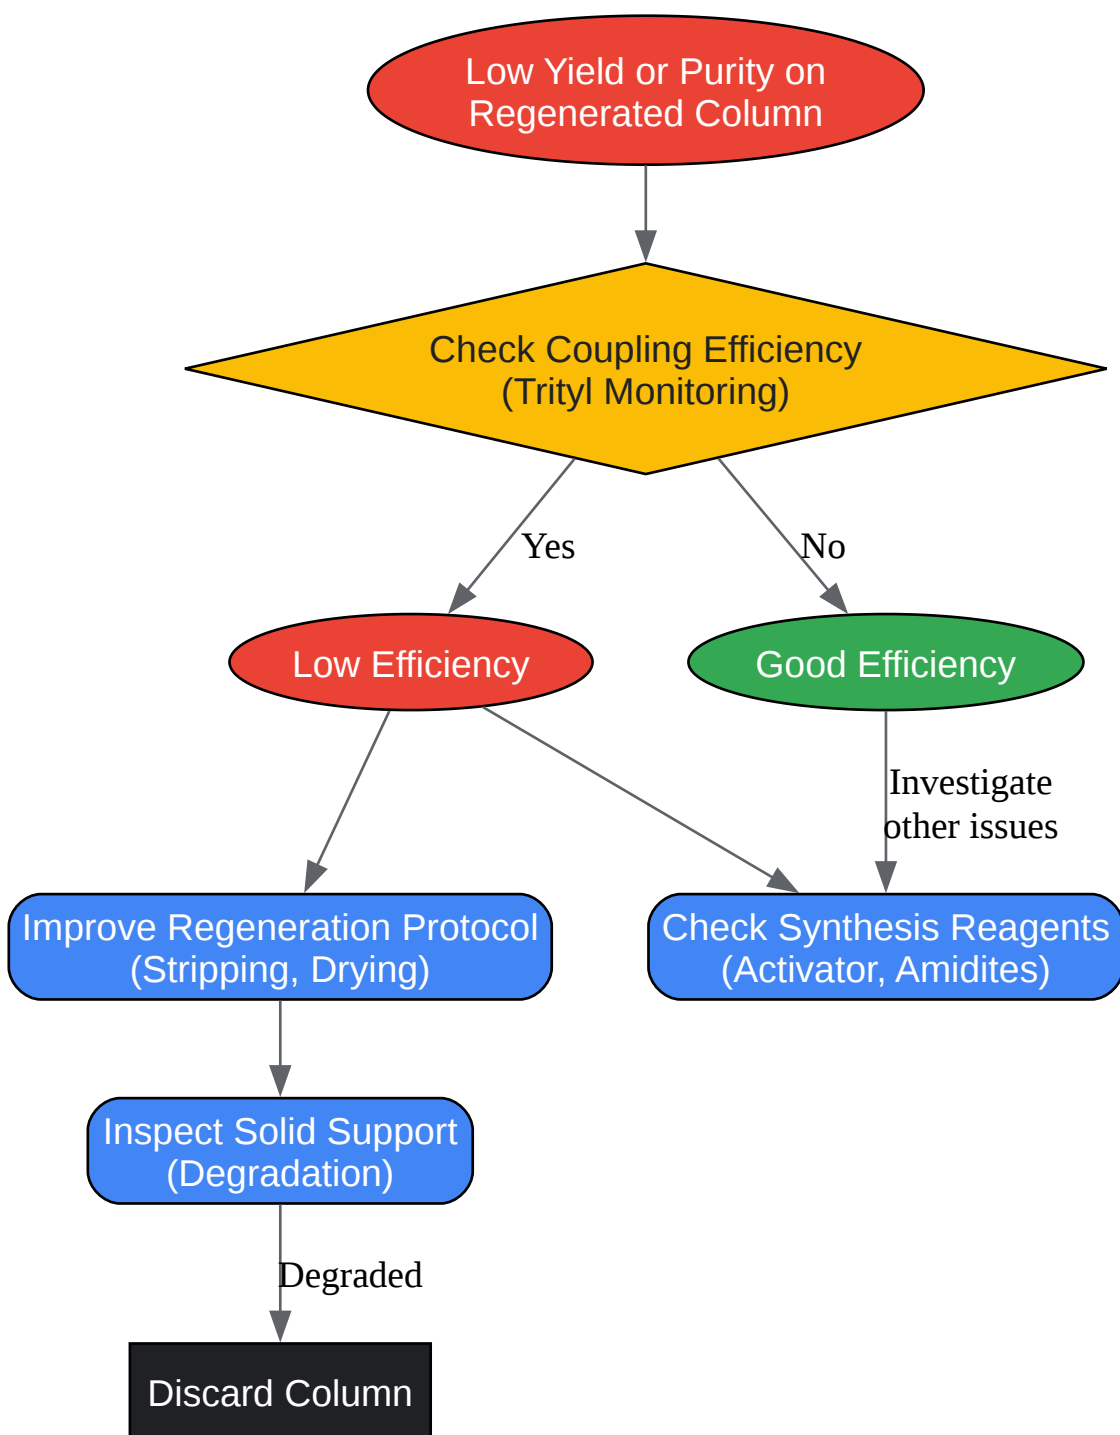 Low Yield or Purity on
Regenerated Column
Check Coupling Efficiency
(Trityl Monitoring)
Yes
No
Low Efficiency
Good Efficiency
Investigate
other issues
Improve Regeneration Protocol
(Stripping, Drying)
Check Synthesis Reagents
(Activator, Amidites)
Inspect Solid Support
(Degradation)
Degraded
Discard Column